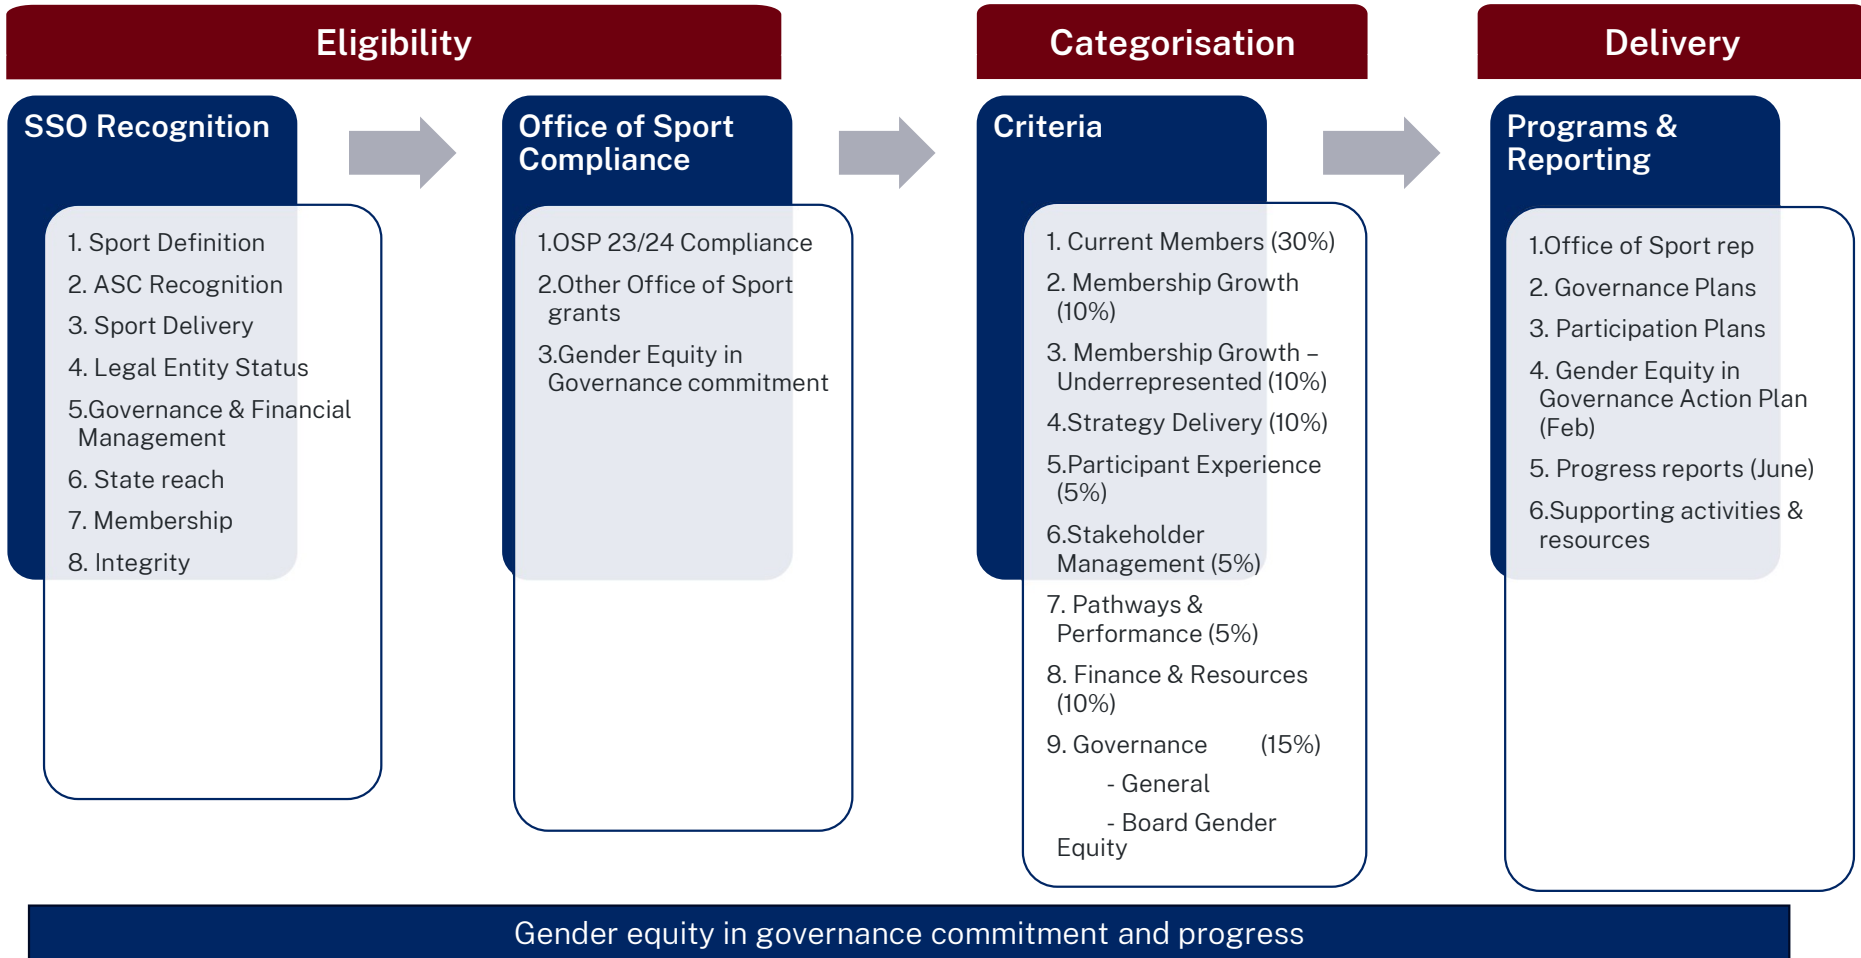 Eligibility
Categorisation
Delivery
SSO Recognition
1. Sport Definition
2. ASC Recognition
3. Sport Delivery
4. Legal Entity Status
5.Governance & Financial
Management
6. State reach
7. Membership
8. Integrity
Office of Sport
Compliance
1.OSP 23/24 Compliance
2.Other Office of Sport
grants
3.Gender Equity in
Governance commitment
Criteria
1. Current Members (30%)
2. Membership Growth
(10%)
3. Membership Growth –
Underrepresented (10%)
4.Strategy Delivery (10%)
5.Participant Experience
(5%)
6.Stakeholder
Management (5%)
7. Pathways &
Performance (5%)
8. Finance & Resources
(10%)
9. Governance (15%)
- General
- Board Gender
Equity
Programs &
Reporting
1.Office of Sport rep
2. Governance Plans
3. Participation Plans
4. Gender Equity in
Governance Action Plan
(Feb)
5. Progress reports (June)
6.Supporting activities &
resources
Gender equity in governance commitment and progress